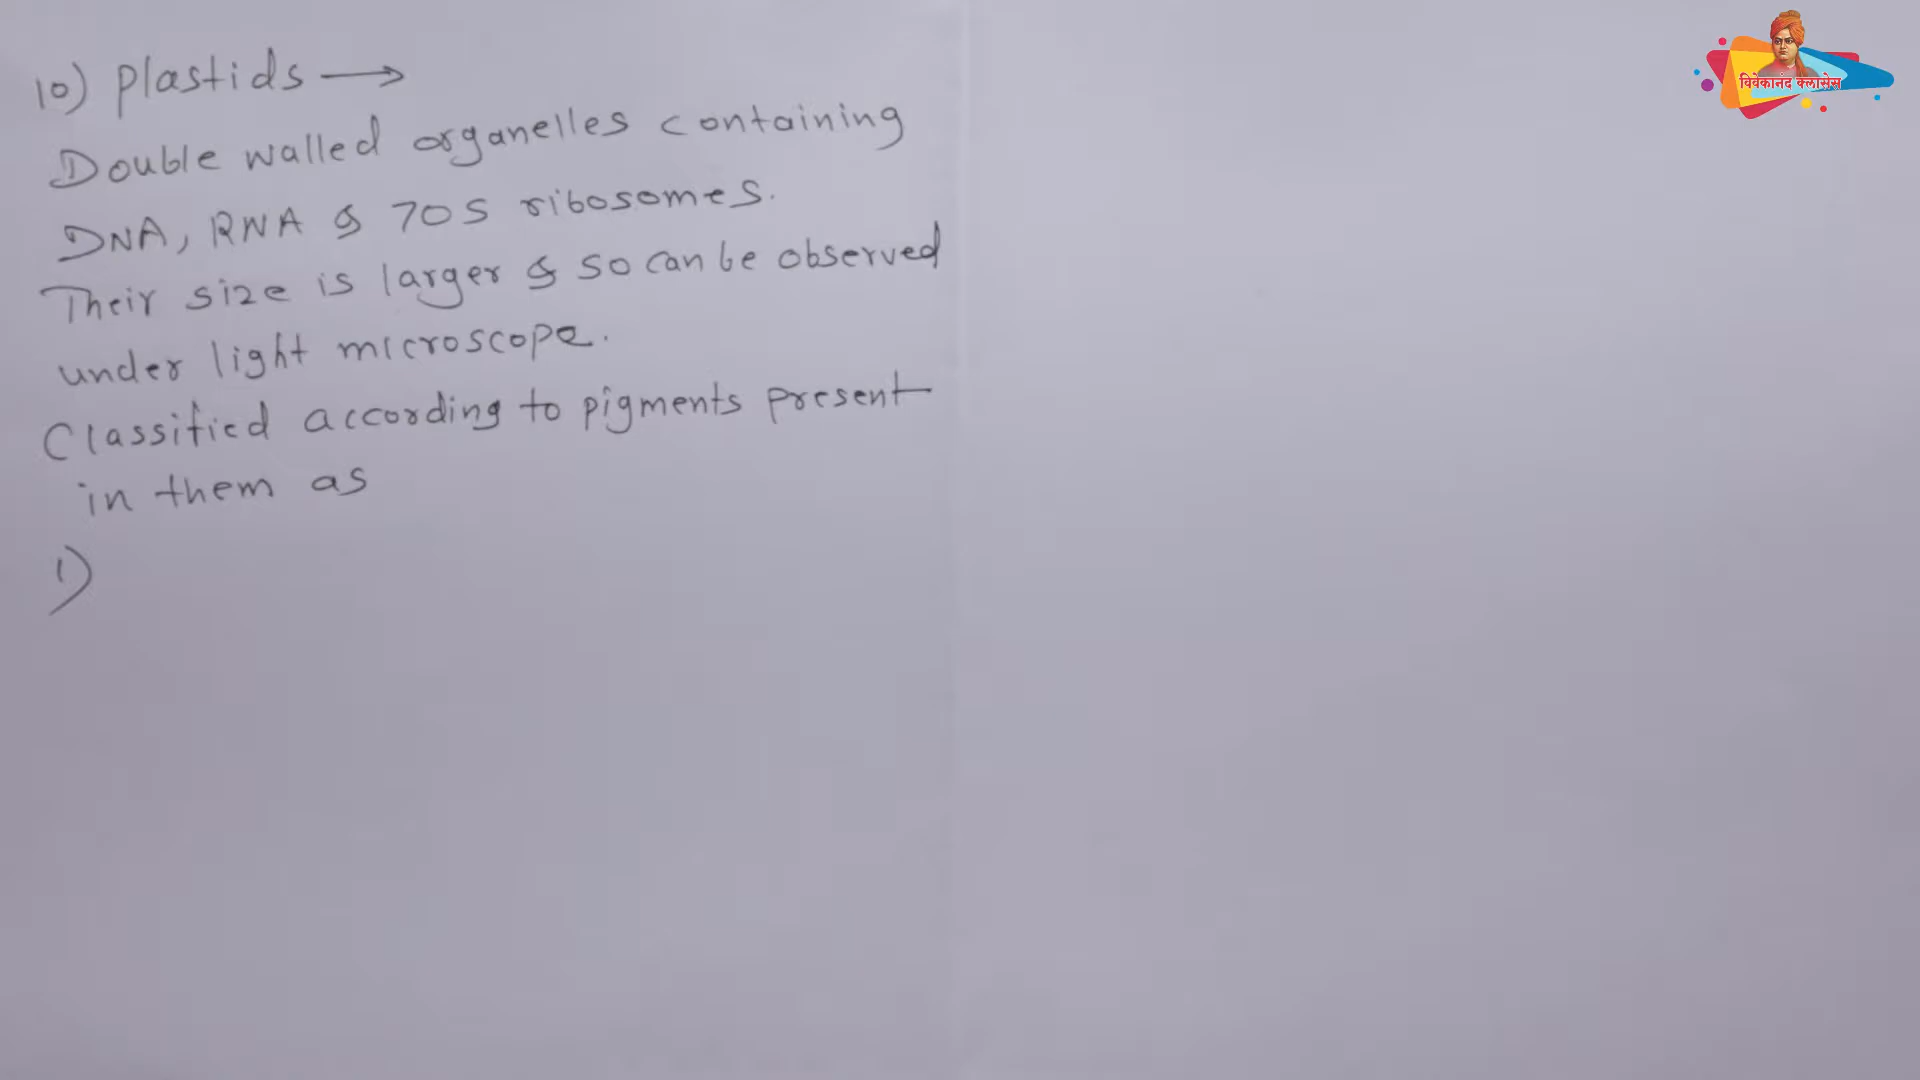 10) Plastids →
Double walled organelles containing
DNA, RNA & 70S ribosomes.
Their size is larger & so can be observed
under light microscope.
Classified according to pigments present
in them as
1)
विवेकानंद क्लासेस